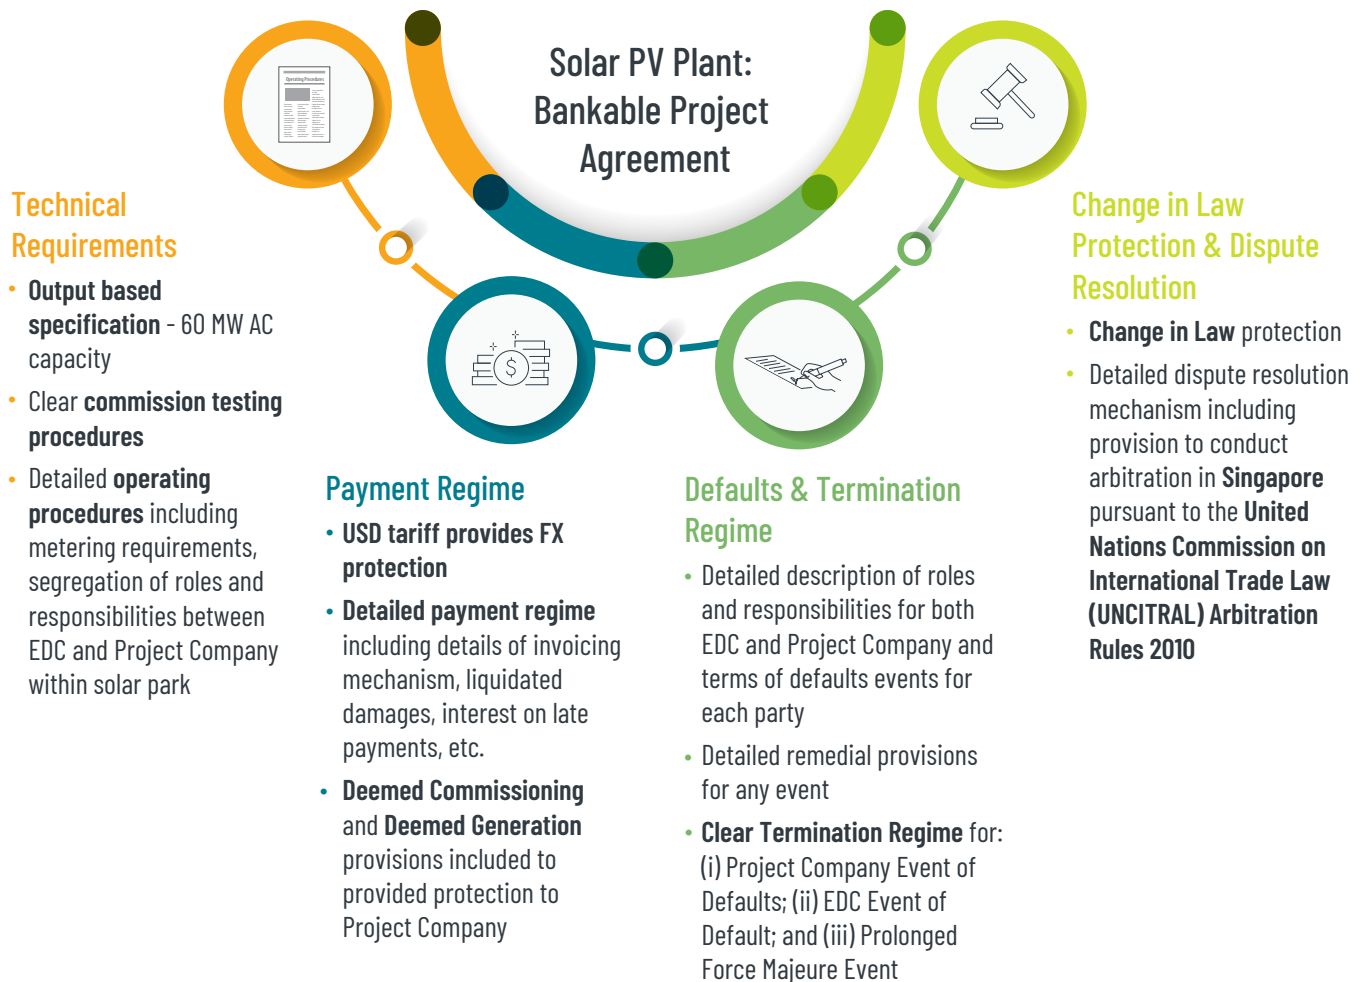 Solar PV Plant:
Bankable Project
Agreement
Operating Procedures
$
Technical
Requirements
• Output based
specification - 60 MW AC
capacity
• Clear commission testing
procedures
• Detailed operating
procedures including
metering requirements,
segregation of roles and
responsibilities between
EDC and Project Company
within solar park
Payment Regime
• USD tariff provides FX
protection
• Detailed payment regime
including details of invoicing
mechanism, liquidated
damages, interest on late
payments, etc.
• Deemed Commissioning
and Deemed Generation
provisions included to
provided protection to
Project Company
Defaults & Termination
Regime
• Detailed description of roles
and responsibilities for both
EDC and Project Company and
terms of defaults events for
each party
• Detailed remedial provisions
for any event
• Clear Termination Regime for:
(i) Project Company Event of
Defaults; (ii) EDC Event of
Default; and (iii) Prolonged
Force Majeure Event
Change in Law
Protection & Dispute
Resolution
• Change in Law protection
• Detailed dispute resolution
mechanism including
provision to conduct
arbitration in Singapore
pursuant to the United
Nations Commission on
International Trade Law
(UNCITRAL) Arbitration
Rules 2010